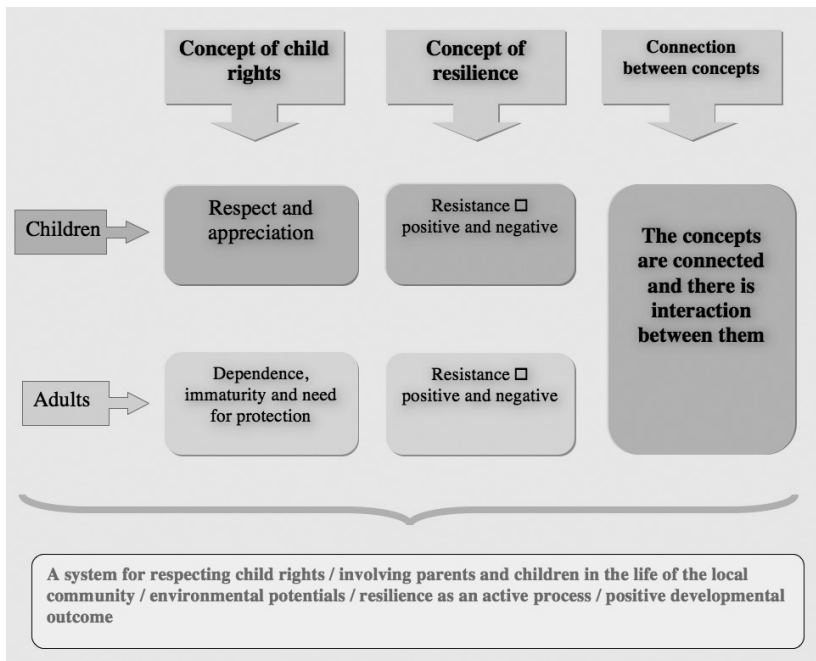 Concept of child
rights
Concept of
resilience
Connection
between concepts
Children
Respect and
appreciation
Resistance □
positive and negative
The concepts
are connected
and there is
interaction
between them
Adults
Dependence,
immaturity and need
for protection
Resistance □
positive and negative
A system for respecting child rights / involving parents and children in the life of the local
community / environmental potentials / resilience as an active process / positive developmental
outcome